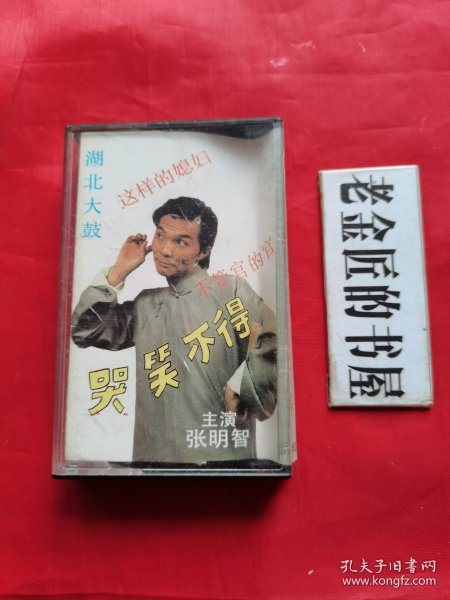 湖北大鼓
这样的媳妇
不管官的官
哭笑不得
主演
张明智
老金匠的书屋
孔夫子旧书网
www.kongfz.com